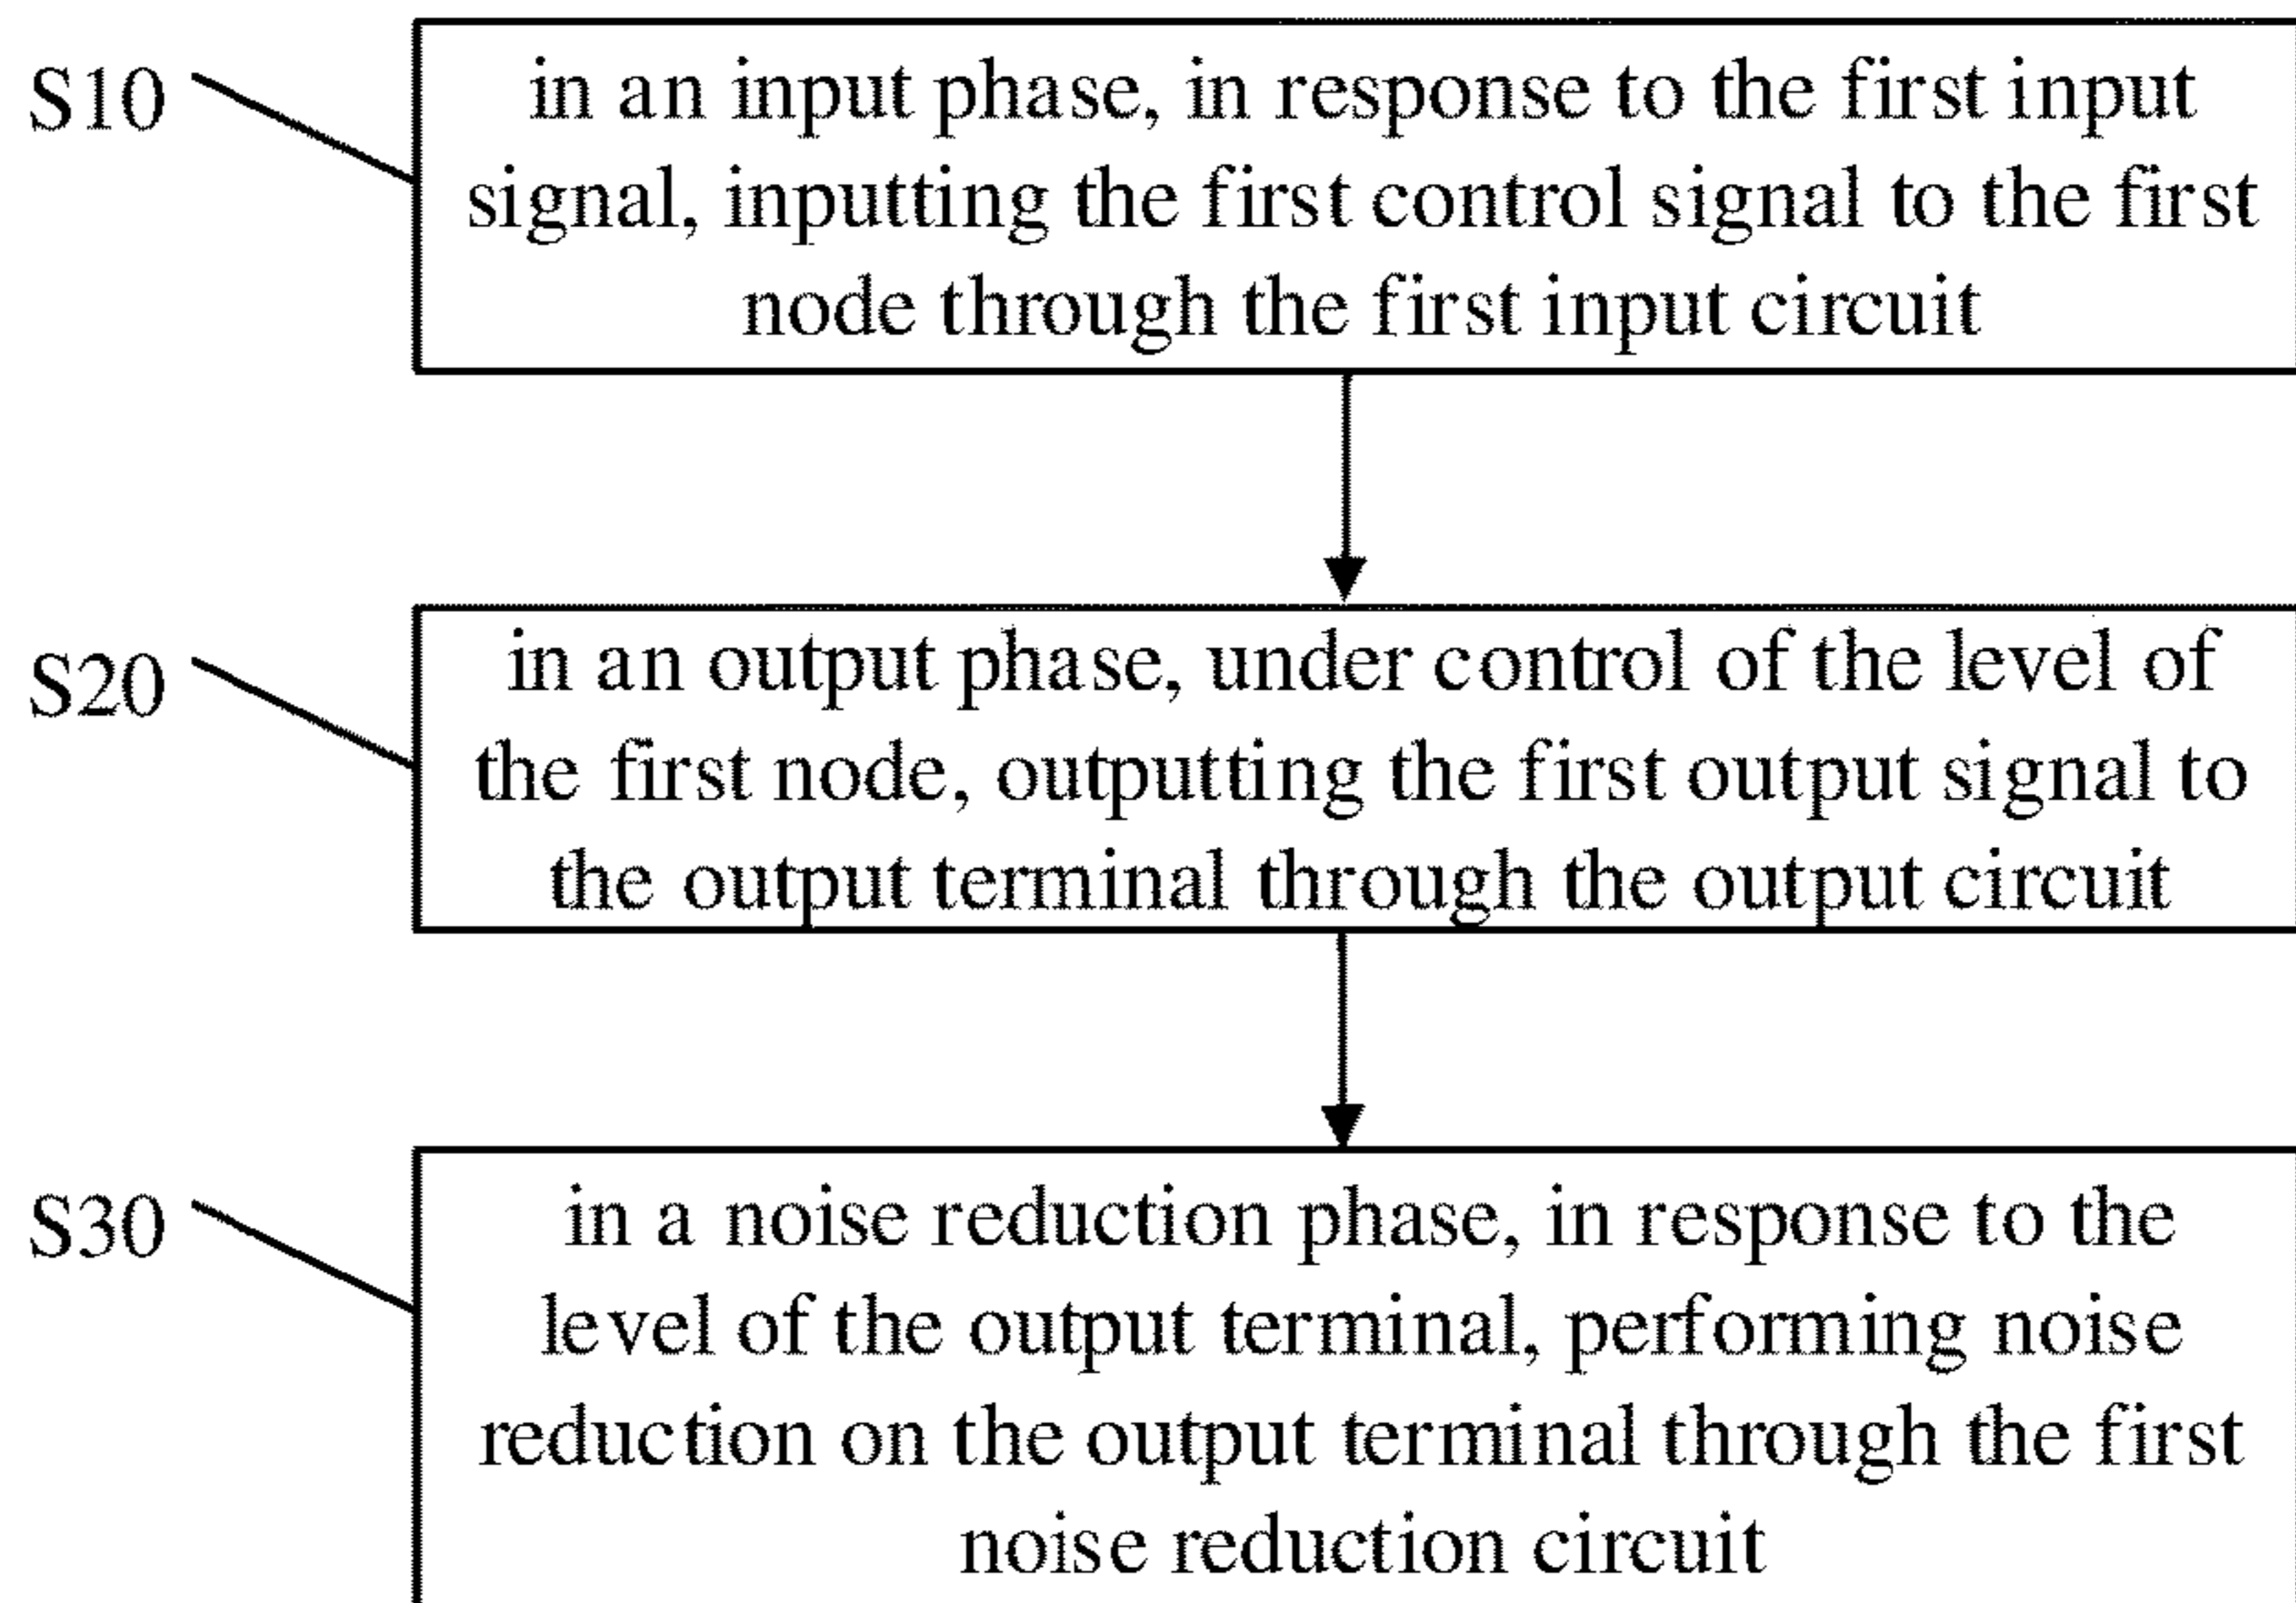 S10
in an input phase, in response to the first input
signal, inputting the first control signal to the first
node through the first input circuit
S20
in an output phase, under control of the level of
the first node, outputting the first output signal to
the output terminal through the output circuit
S30
in a noise reduction phase, in response to the
level of the output terminal, performing noise
reduction on the output terminal through the first
noise reduction circuit